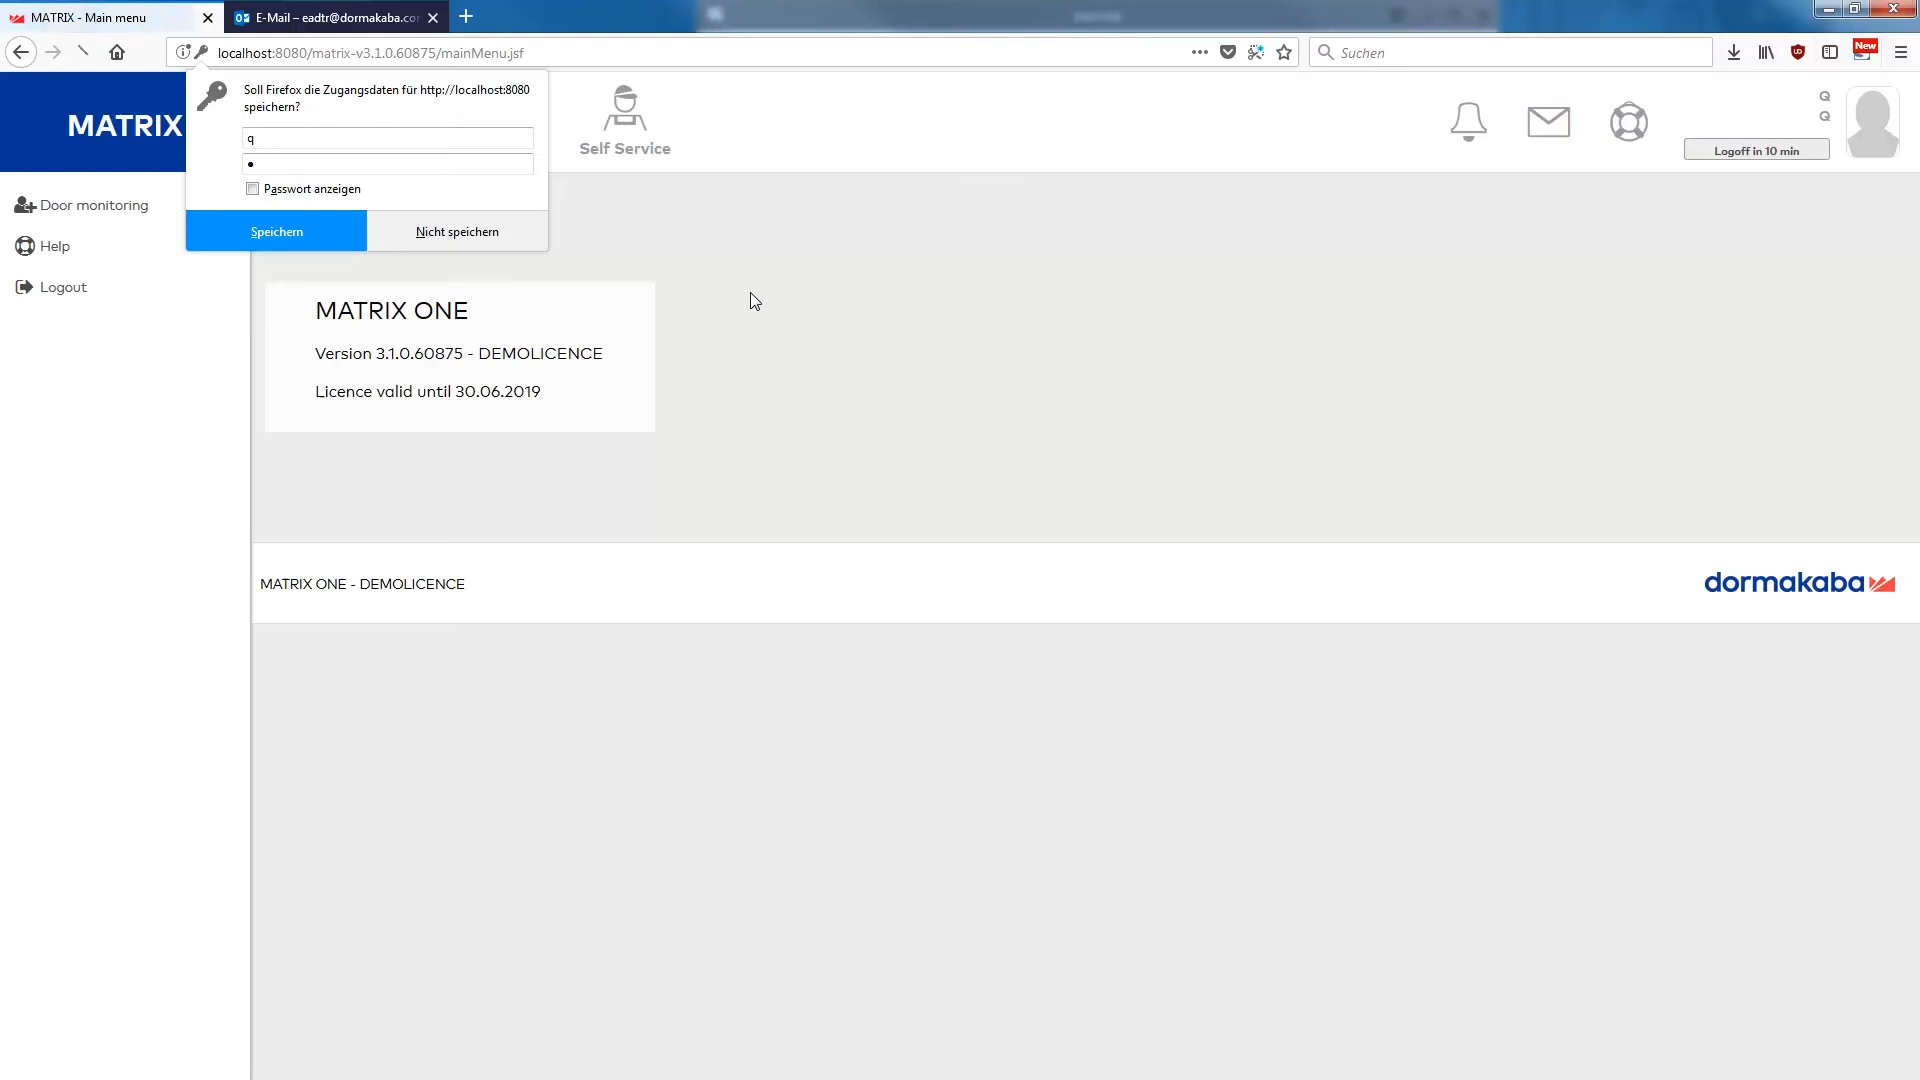 MATRIX - Main menu
E-Mail – eadtr@dormakaba.co
localhost:8080/matrix-v3.1.0.60875/mainMenu.jsf
Suchen
New
MATRIX
Soll Firefox die Zugangsdaten für http://localhost:8080
speichern?
q
Passwort anzeigen
Speichern
Nicht speichern
Self Service
Q
Q
Logoff in 10 min
Door monitoring
Help
Logout
MATRIX ONE
Version 3.1.0.60875 - DEMOLICENCE
Licence valid until 30.06.2019
MATRIX ONE - DEMOLICENCE
dormakaba